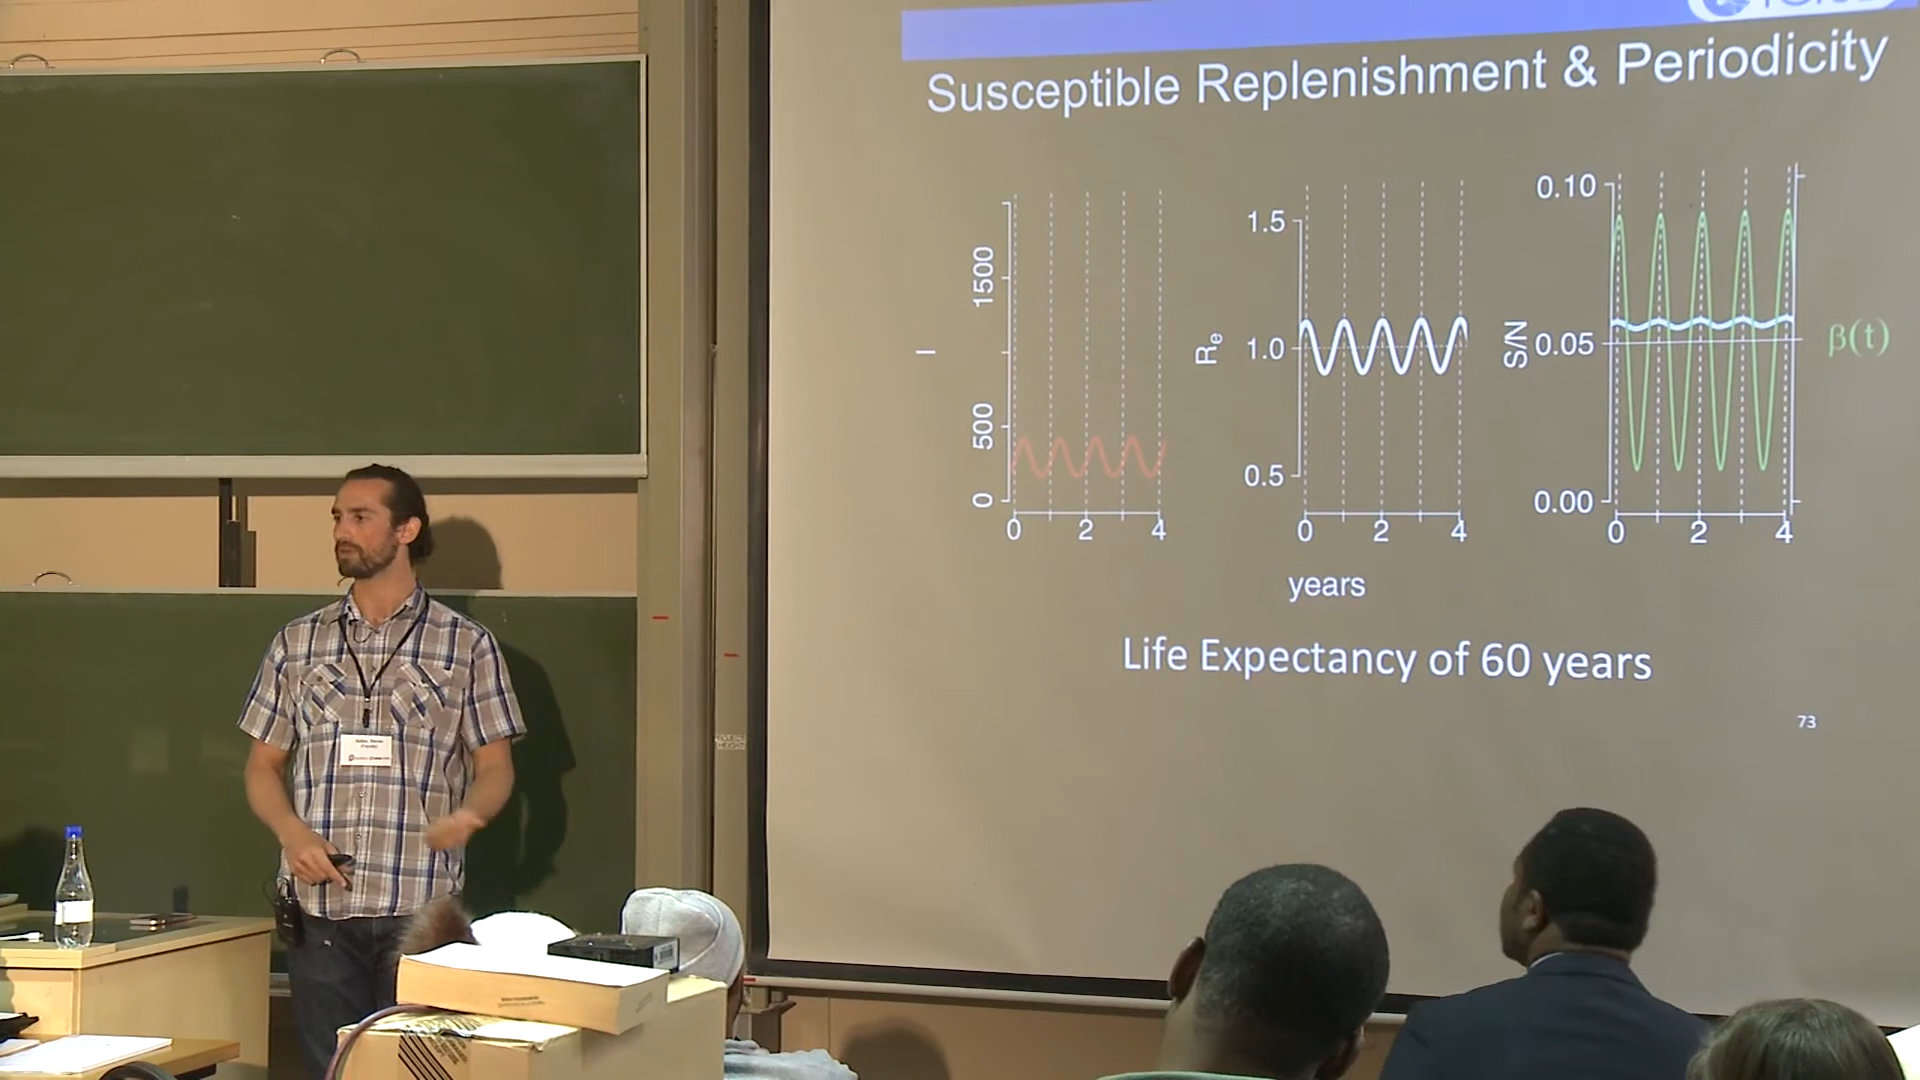 Susceptible Replenishment & Periodicity
I
1500
500
0
0 2 4
Re
1.5
1.0
0.5
0 2 4
years
S/N
0.10
0.05
0.00
0 2 4
β(t)
Life Expectancy of 60 years
73